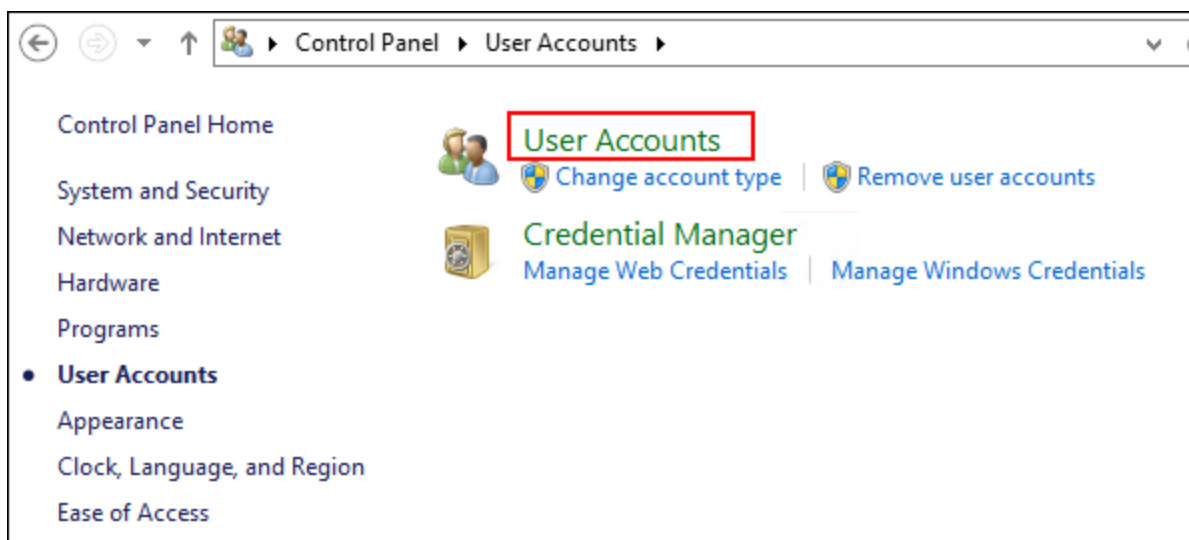 Control Panel User Accounts
Control Panel Home
System and Security
Network and Internet
Hardware
Programs
User Accounts
Appearance
Clock, Language, and Region
Ease of Access
User Accounts
Change account type Remove user accounts
Credential Manager
Manage Web Credentials Manage Windows Credentials